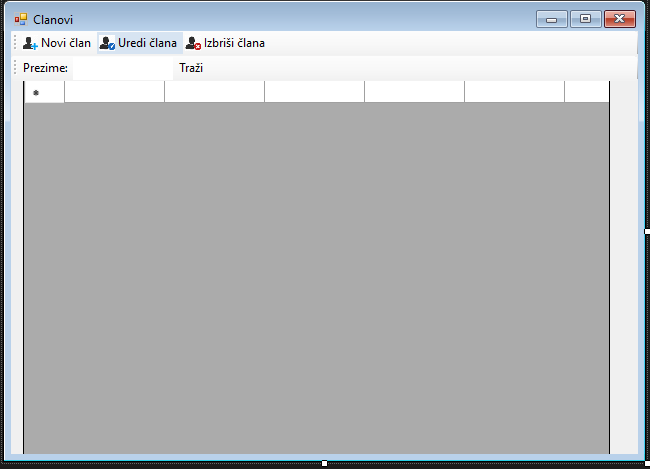 Clanovi
Novi član Uredi člana Izbriši člana
Prezime: Traži